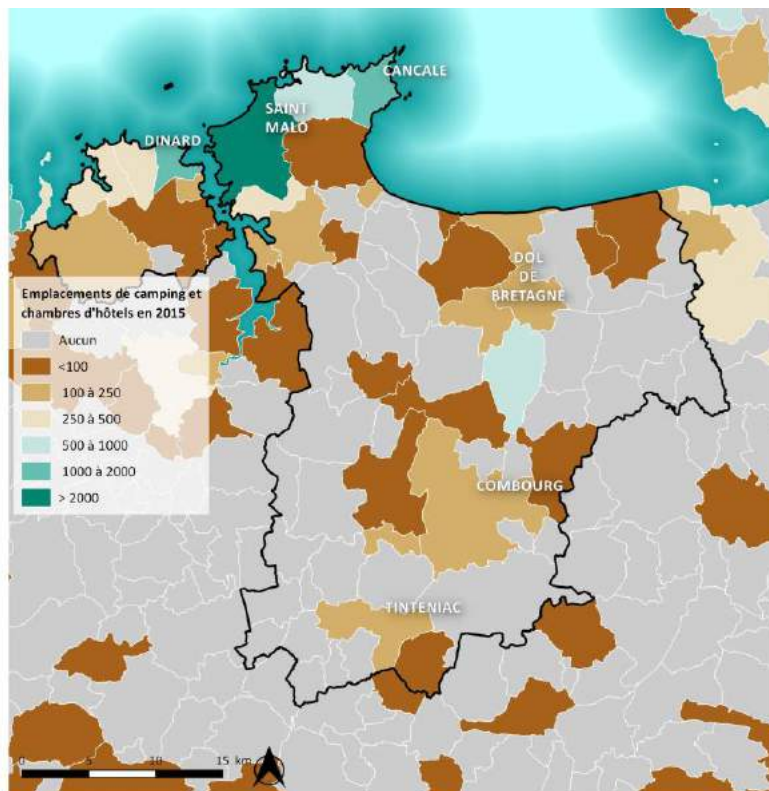 CANCALE
SAINT
MALO
DINARD
DOL
DE
BRETAGNE
Emplacements de camping et
chambres d'hôtels en 2015
Aucun
<100
100 à 250
250 à 500
500 à 1000
1000 à 2000
> 2000
COMBOURG
TINTENIAC
0 5 10 15 km